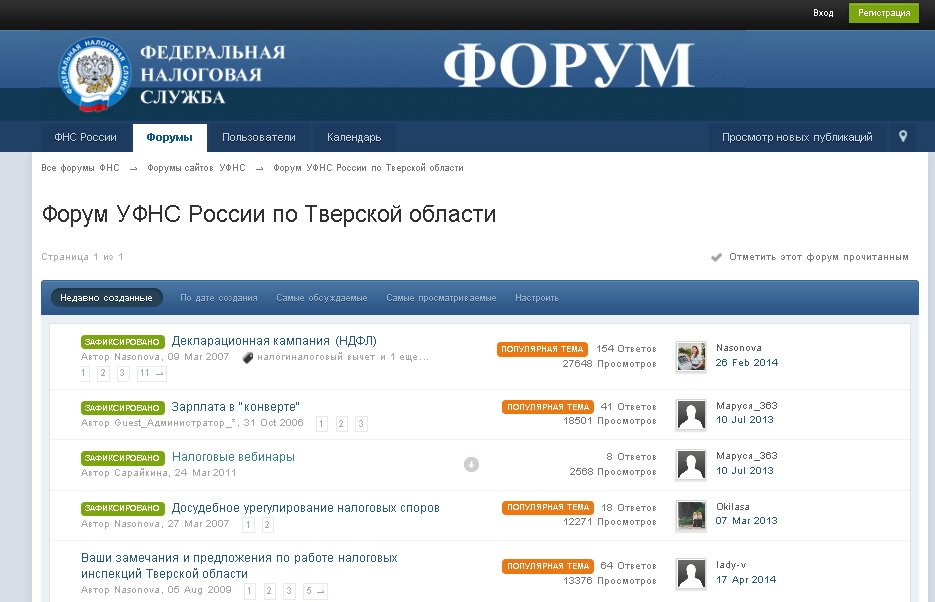 Вход Регистрация
ФЕДЕРАЛЬНАЯ
НАЛОГОВАЯ
СЛУЖБА
ФЕДЕРАЛЬНАЯ НАЛОГОВАЯ СЛУЖБА
ФОРУМ
ФНС России Форумы Пользователи Календарь Просмотр новых публикаций
Все форумы ФНС → Форумы сайтов УФНС → Форум УФНС России по Тверской области
Форум УФНС России по Тверской области
Страница 1 из 1 Отметить этот форум прочитанным
Недавно созданные По дате создания Самые обсуждаемые Самые просматриваемые Настроить
ЗАФИКСИРОВАНО Декларационная кампания (НДФЛ)
Автор Nasonova, 09 Mar 2007 налогиналоговый вычет и 1 еще...
1 2 3 11 →
ПОПУЛЯРНАЯ ТЕМА 154 Ответов
27648 Просмотров
Nasonova
26 Feb 2014
ЗАФИКСИРОВАНО Зарплата в "конверте"
Автор Guest_Администратор_*, 31 Oct 2006 1 2 3
ПОПУЛЯРНАЯ ТЕМА 41 Ответов
18501 Просмотров
Маруся_363
10 Jul 2013
ЗАФИКСИРОВАНО Налоговые вебинары
Автор Сарайкина, 24 Mar 2011
8 Ответов
2568 Просмотров
Маруся_363
10 Jul 2013
ЗАФИКСИРОВАНО Досудебное урегулирование налоговых споров
Автор Nasonova, 27 Mar 2007 1 2
ПОПУЛЯРНАЯ ТЕМА 18 Ответов
12271 Просмотров
Okilasa
07 Mar 2013
Ваши замечания и предложения по работе налоговых
инспекций Тверской области
Автор Nasonova, 05 Aug 2009 1 2 3 5 →
ПОПУЛЯРНАЯ ТЕМА 64 Ответов
13376 Просмотров
lady-v
17 Apr 2014